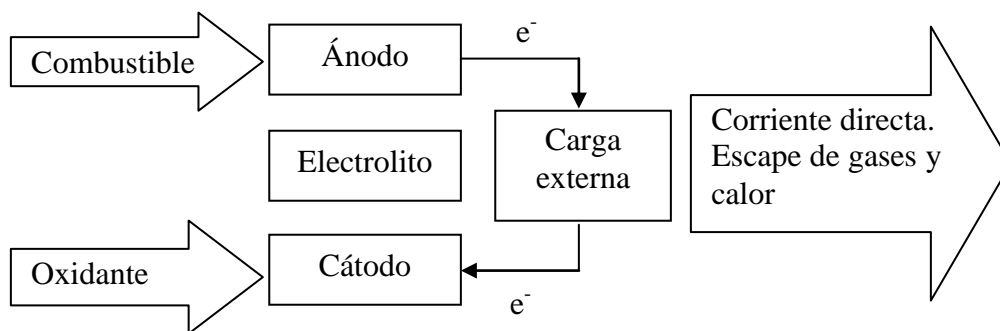 Combustible
Ánodo
e-
Electrolito
Carga
externa
Corriente directa.
Escape de gases y
calor
Oxidante
Cátodo
e-